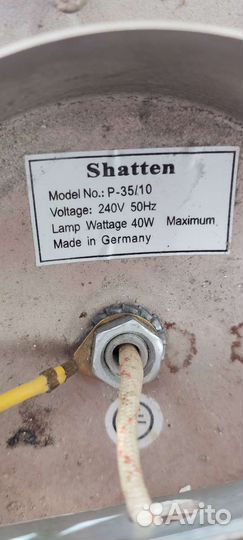 Shatten
Model No.: P-35/10
Voltage: 240V 50Hz
Lamp Wattage 40W Maximum
Made in Germany
Avito